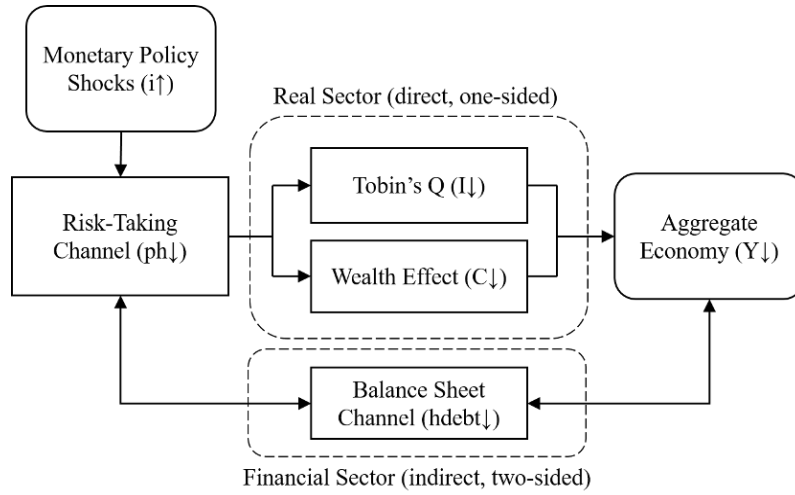 Monetary Policy
Shocks (i↑)
Real Sector (direct, one-sided)
Risk-Taking
Channel (ph↓)
Tobin's Q (I↓)
Wealth Effect (C↓)
Aggregate
Economy (Y↓)
Balance Sheet
Channel (hdebt↓)
Financial Sector (indirect, two-sided)